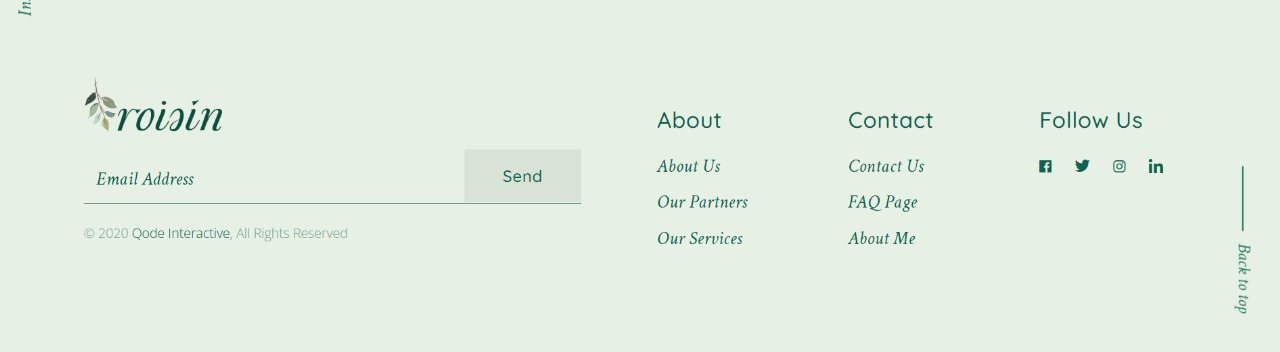 roisin
Email Address
Send
© 2020 Qode Interactive, All Rights Reserved
About
About Us
Our Partners
Our Services
Contact
Contact Us
FAQ Page
About Me
Follow Us
Back to top